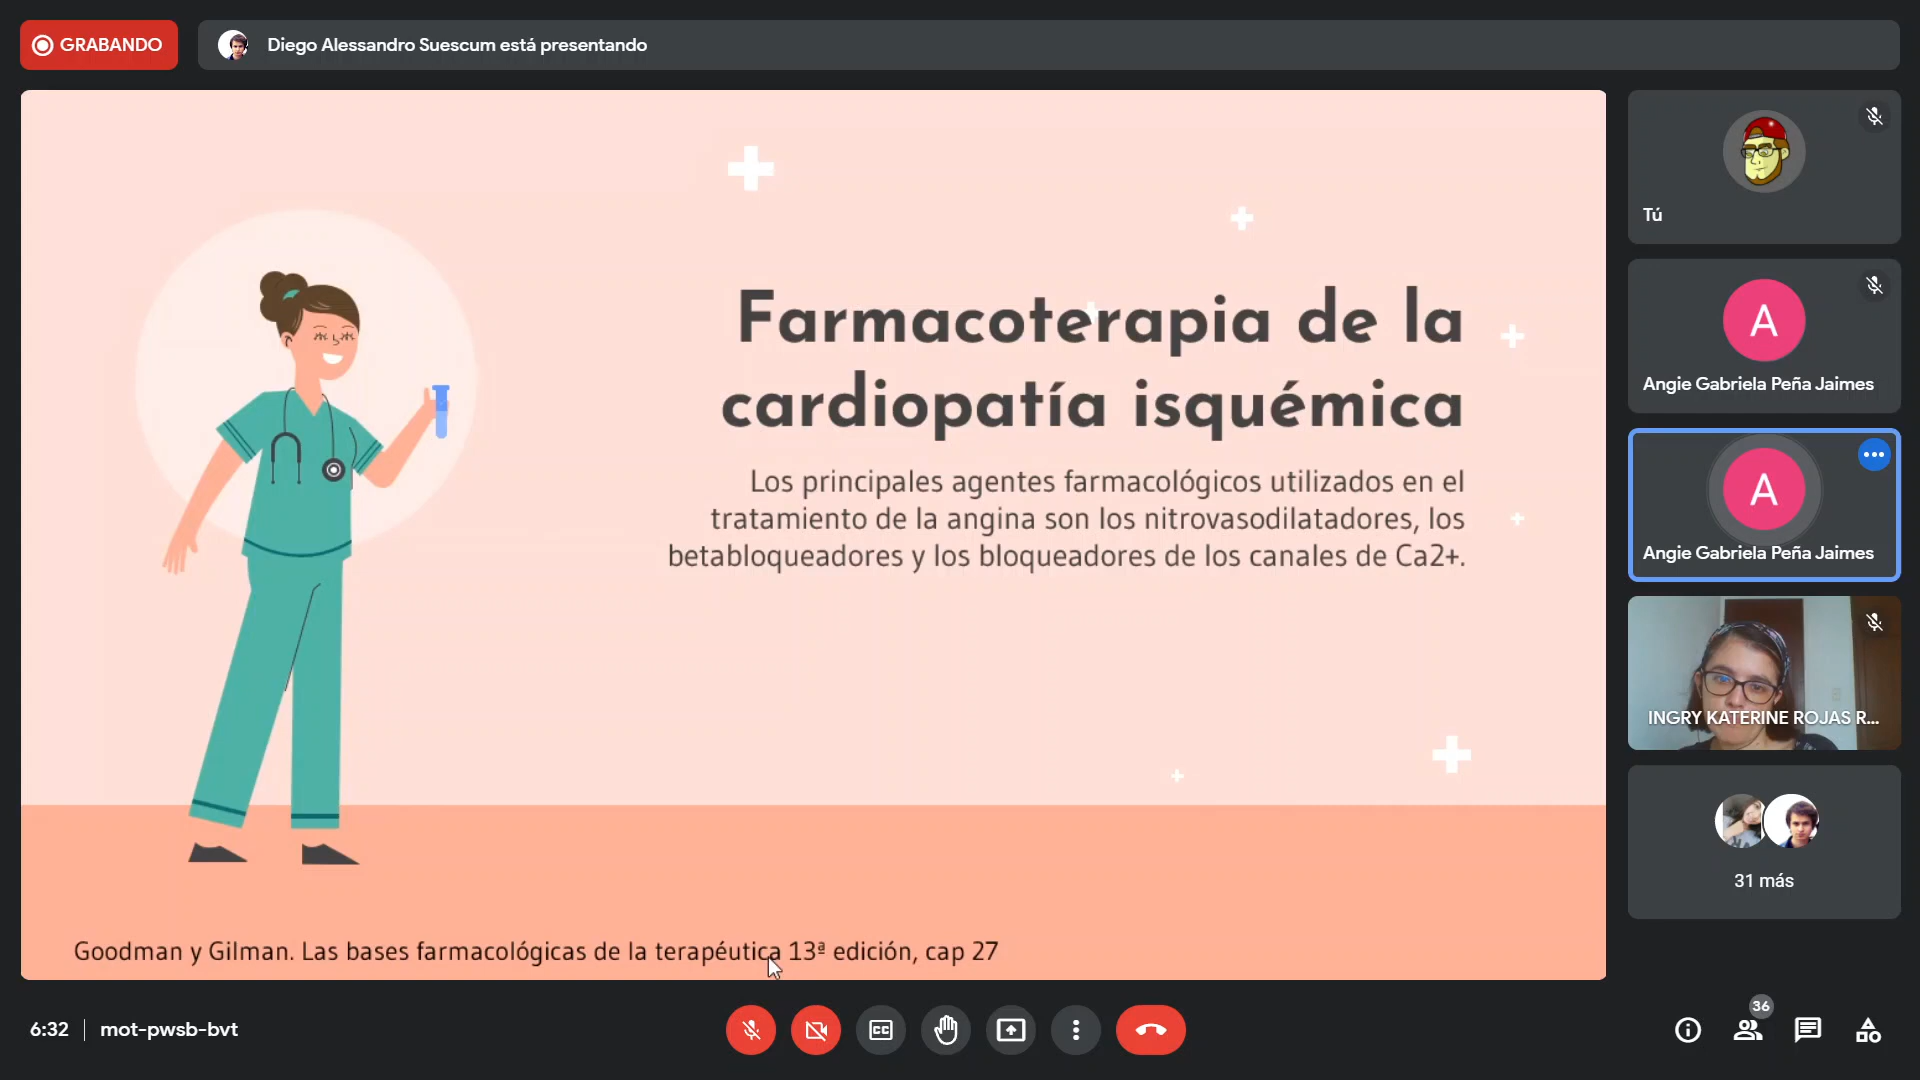 GRABANDO
Diego Alessandro Suescum está presentando
Farmacoterapia de la
cardiopatía isquémica
Los principales agentes farmacológicos utilizados en el
tratamiento de la angina son los nitrovasodilatadores, los
betabloqueadores y los bloqueadores de los canales de Ca2+.
Goodman y Gilman. Las bases farmacológicas de la terapéutica 13ª edición, cap 27
Tú
A
Angie Gabriela Peña Jaimes
A
Angie Gabriela Peña Jaimes
INGRY KATERINE ROJAS R...
31 más
6:32
mot-pwsb-bvt
CC
36